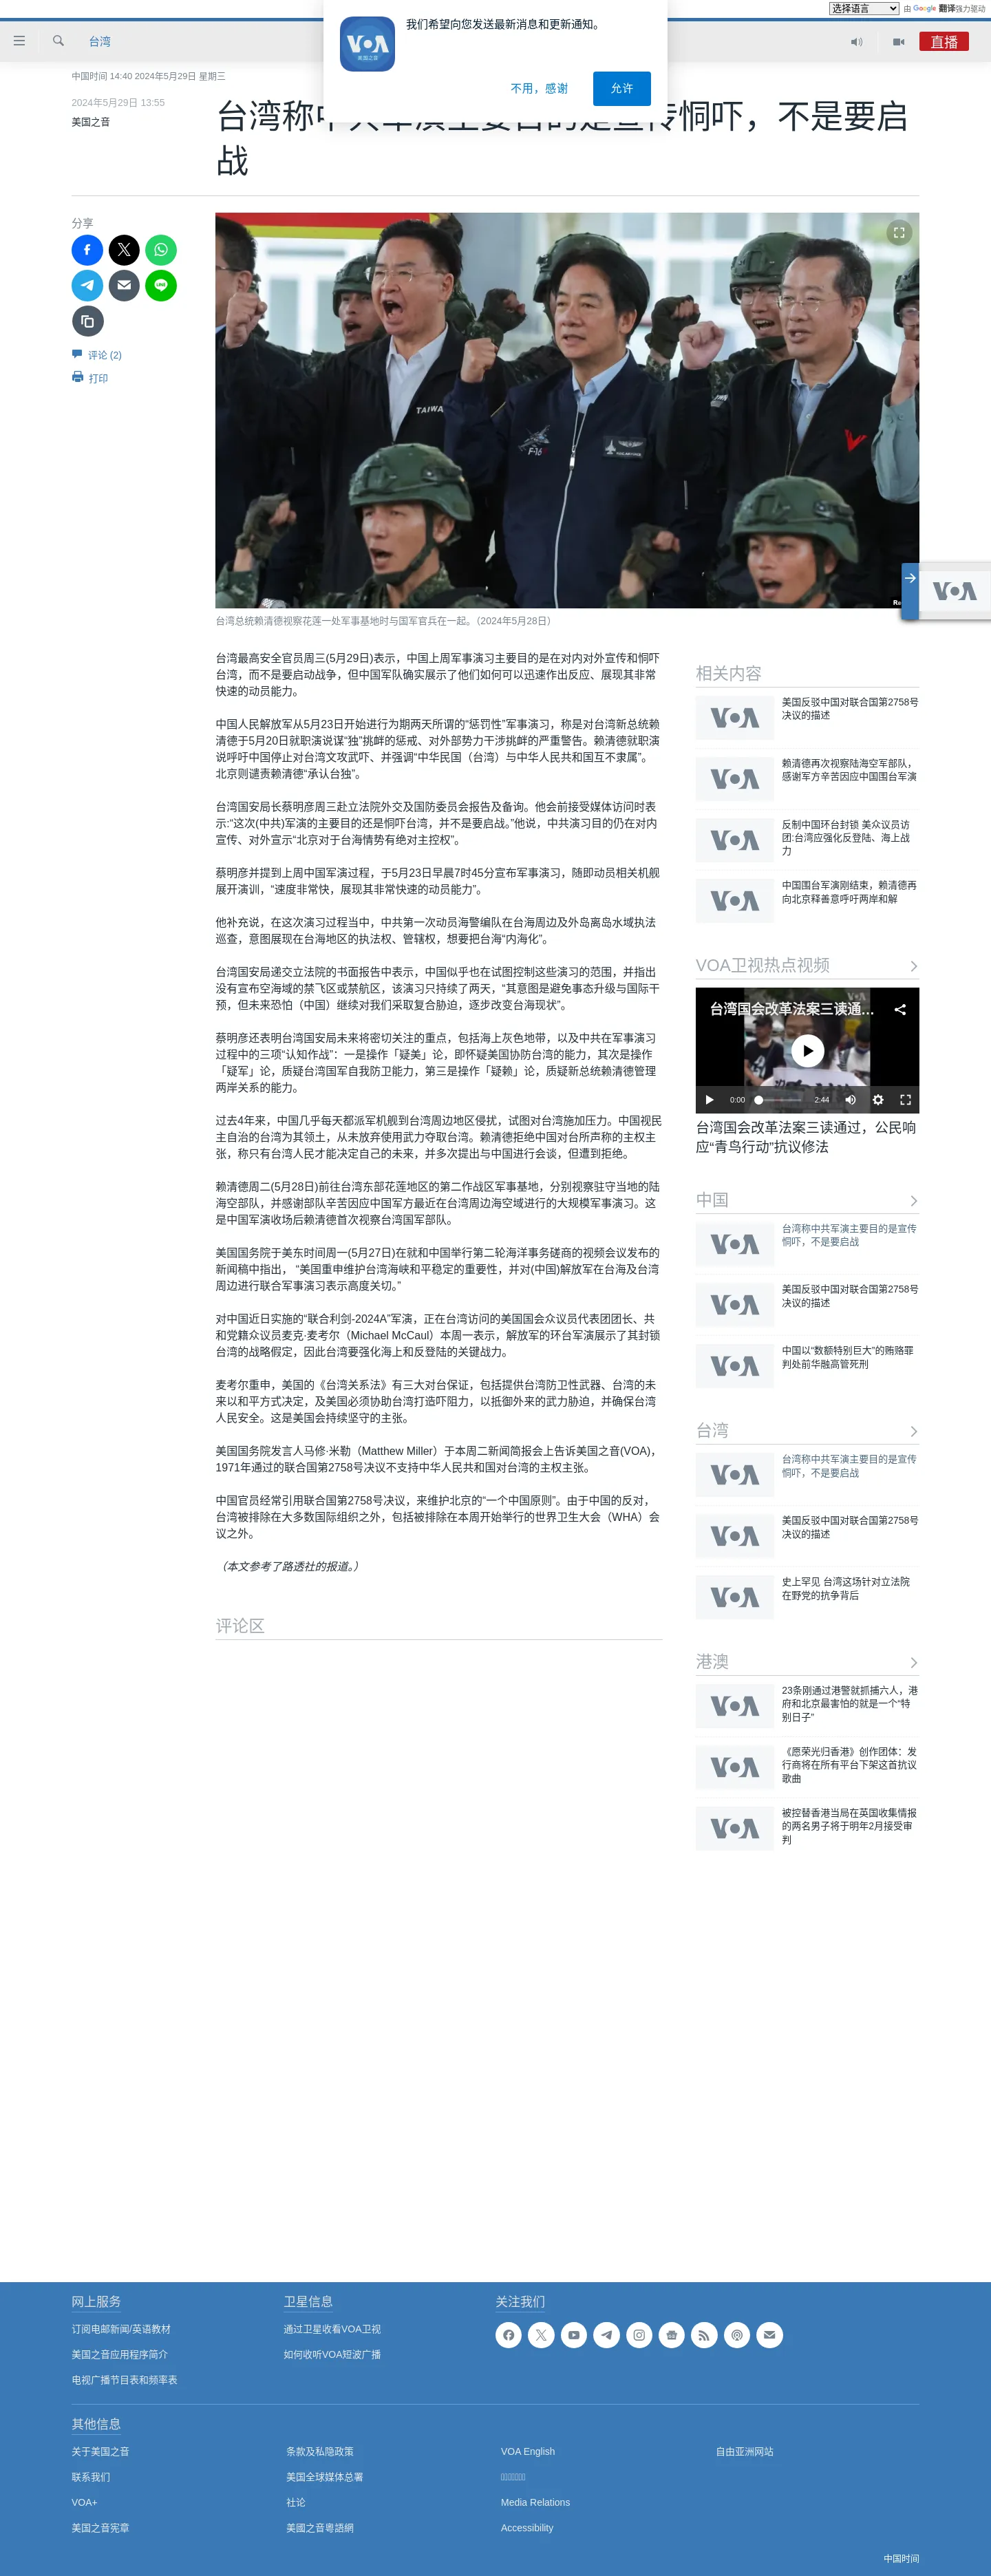 选择语言
由 Google 翻译强力驱动
我们希望向您发送最新消息和更新通知。
VOA
美国之音
不用，感谢
允许
台湾
直播
中国时间 14:40 2024年5月29日 星期三
2024年5月29日 13:55
美国之音
台湾称中共军演主要目的是宣传恫吓，不是要启
战
分享
评论 (2)
打印
TAIWAN
F-16
台湾总统赖清德视察花莲一处军事基地时与国军官兵在一起。（2024年5月28日）
VOA
台湾最高安全官员周三(5月29日)表示，中国上周军事演习主要目的是在对内对外宣传和恫吓
台湾，而不是要启动战争，但中国军队确实展示了他们如何可以迅速作出反应、展现其非常
快速的动员能力。
中国人民解放军从5月23日开始进行为期两天所谓的“惩罚性”军事演习，称是对台湾新总统赖
清德于5月20日就职演说谋“独”挑衅的惩戒、对外部势力干涉挑衅的严重警告。赖清德就职演
说呼吁中国停止对台湾文攻武吓、并强调“中华民国（台湾）与中华人民共和国互不隶属”。
北京则谴责赖清德“承认台独”。
台湾国安局长蔡明彦周三赴立法院外交及国防委员会报告及备询。他会前接受媒体访问时表
示:“这次(中共)军演的主要目的还是恫吓台湾，并不是要启战。”他说，中共演习目的仍在对内
宣传、对外宣示“北京对于台海情势有绝对主控权”。
蔡明彦并提到上周中国军演过程，于5月23日早晨7时45分宣布军事演习，随即动员相关机舰
展开演训，“速度非常快，展现其非常快速的动员能力”。
他补充说，在这次演习过程当中，中共第一次动员海警编队在台海周边及外岛离岛水域执法
巡查，意图展现在台海地区的执法权、管辖权，想要把台海“内海化”。
台湾国安局递交立法院的书面报告中表示，中国似乎也在试图控制这些演习的范围，并指出
没有宣布空海域的禁飞区或禁航区，该演习只持续了两天，“其意图是避免事态升级与国际干
预，但未来恐怕（中国）继续对我们采取复合胁迫，逐步改变台海现状”。
蔡明彦还表明台湾国安局未来将密切关注的重点，包括海上灰色地带，以及中共在军事演习
过程中的三项“认知作战”：一是操作「疑美」论，即怀疑美国协防台湾的能力，其次是操作
「疑军」论，质疑台湾国军自我防卫能力，第三是操作「疑赖」论，质疑新总统赖清德管理
两岸关系的能力。
过去4年来，中国几乎每天都派军机舰到台湾周边地区侵扰，试图对台湾施加压力。中国视民
主自治的台湾为其领土，从未放弃使用武力夺取台湾。赖清德拒绝中国对台所声称的主权主
张，称只有台湾人民才能决定自己的未来，并多次提出与中国进行会谈，但遭到拒绝。
赖清德周二(5月28日)前往台湾东部花莲地区的第二作战区军事基地，分别视察驻守当地的陆
海空部队，并感谢部队辛苦因应中国军方最近在台湾周边海空域进行的大规模军事演习。这
是中国军演收场后赖清德首次视察台湾国军部队。
美国国务院于美东时间周一(5月27日)在就和中国举行第二轮海洋事务磋商的视频会议发布的
新闻稿中指出， “美国重申维护台湾海峡和平稳定的重要性，并对(中国)解放军在台海及台湾
周边进行联合军事演习表示高度关切。”
对中国近日实施的“联合利剑-2024A”军演，正在台湾访问的美国国会众议员代表团团长、共
和党籍众议员麦克·麦考尔（Michael McCaul）本周一表示，解放军的环台军演展示了其封锁
台湾的战略假定，因此台湾要强化海上和反登陆的关键战力。
麦考尔重申，美国的《台湾关系法》有三大对台保证，包括提供台湾防卫性武器、台湾的未
来以和平方式决定，及美国必须协助台湾打造吓阻力，以抵御外来的武力胁迫，并确保台湾
人民安全。这是美国会持续坚守的主张。
美国国务院发言人马修·米勒（Matthew Miller）于本周二新闻简报会上告诉美国之音(VOA)，
1971年通过的联合国第2758号决议不支持中华人民共和国对台湾的主权主张。
中国官员经常引用联合国第2758号决议，来维护北京的“一个中国原则”。由于中国的反对，
台湾被排除在大多数国际组织之外，包括被排除在本周开始举行的世界卫生大会（WHA）会
议之外。
（本文参考了路透社的报道。）
评论区
相关内容
VOA
美国反驳中国对联合国第2758号
决议的描述
VOA
赖清德再次视察陆海空军部队，
感谢军方辛苦因应中国围台军演
VOA
反制中国环台封锁 美众议员访
团:台湾应强化反登陆、海上战
力
VOA
中国围台军演刚结束，赖清德再
向北京释善意呼吁两岸和解
VOA卫视热点视频
台湾国会改革法案三读通...
VOA
0:00
2:44
台湾国会改革法案三读通过，公民响
应“青鸟行动”抗议修法
中国
VOA
台湾称中共军演主要目的是宣传
恫吓，不是要启战
VOA
美国反驳中国对联合国第2758号
决议的描述
VOA
中国以“数额特别巨大”的贿赂罪
判处前华融高管死刑
台湾
VOA
台湾称中共军演主要目的是宣传
恫吓，不是要启战
VOA
美国反驳中国对联合国第2758号
决议的描述
VOA
史上罕见 台湾这场针对立法院
在野党的抗争背后
港澳
VOA
23条刚通过港警就抓捕六人，港
府和北京最害怕的就是一个“特
别日子”
VOA
《愿荣光归香港》创作团体：发
行商将在所有平台下架这首抗议
歌曲
VOA
被控替香港当局在英国收集情报
的两名男子将于明年2月接受审
判
网上服务
订阅电邮新闻/英语教材
美国之音应用程序简介
电视广播节目表和频率表
卫星信息
通过卫星收看VOA卫视
如何收听VOA短波广播
关注我们
其他信息
关于美国之音
联系我们
VOA+
美国之音宪章
条款及私隐政策
美国全球媒体总署
社论
美國之音粵語網
VOA English
Media Relations
Accessibility
自由亚洲网站
中国时间